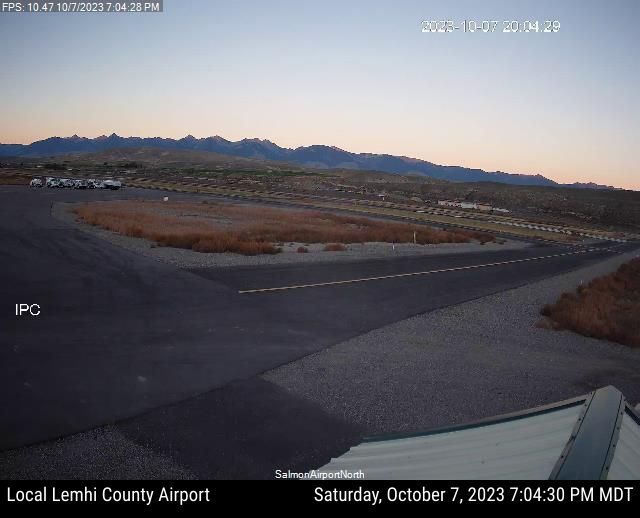 FPS: 10.47 10/7/2023 7:04:28 PM
2023-10-07 20:04:29
IPC
SalmonAirportNorth
Local Lemhi County Airport
Saturday, October 7, 2023 7:04:30 PM MDT